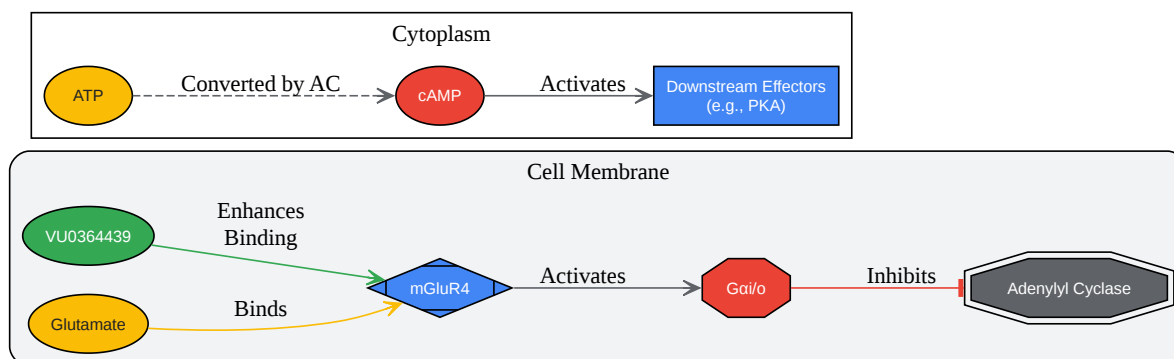 Cytoplasm
ATP
Converted by AC
cAMP
Activates
Downstream Effectors
(e.g., PKA)
Cell Membrane
VU0364439
Enhances
Binding
Glutamate
Binds
mGluR4
Activates
Gαi/o
Inhibits
Adenylyl Cyclase